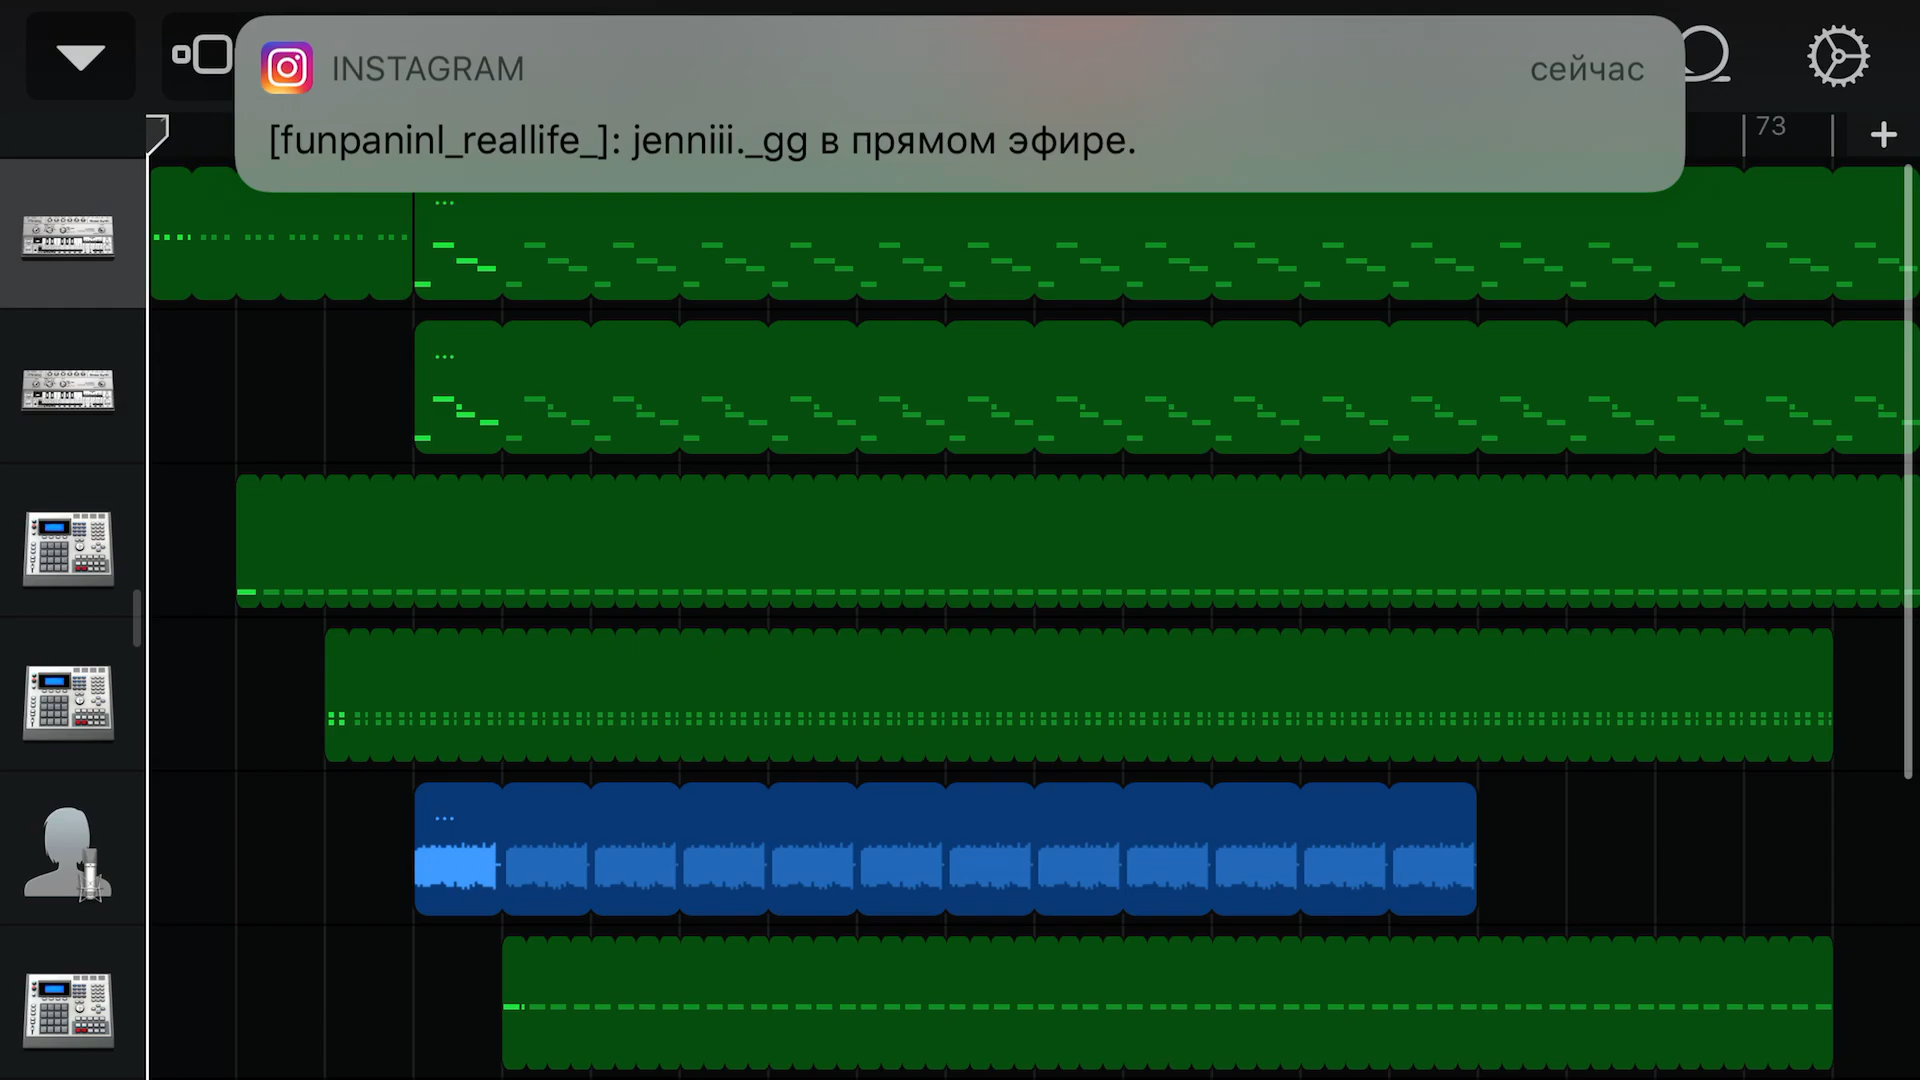 INSTAGRAM
сейчас
[funpaninl_reallife_]: jenniii._gg в прямом эфире.
73